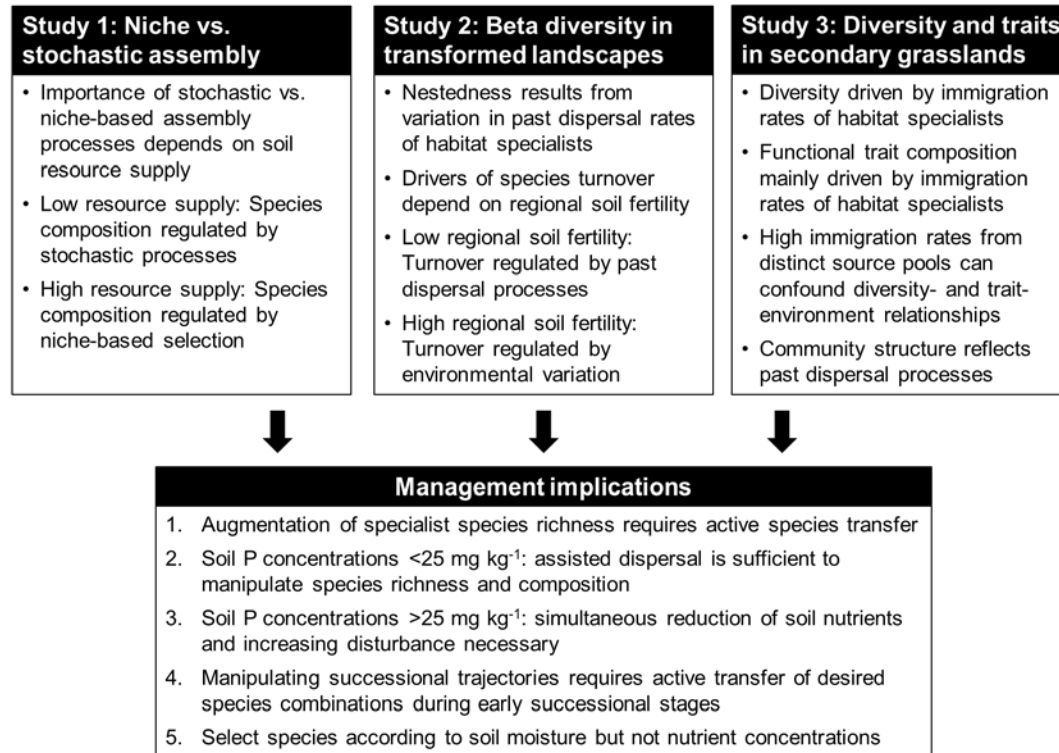 Study 1: Niche vs.
stochastic assembly
• Importance of stochastic vs.
niche-based assembly
processes depends on soil
resource supply
• Low resource supply: Species
composition regulated by
stochastic processes
• High resource supply: Species
composition regulated by
niche-based selection
Study 2: Beta diversity in
transformed landscapes
• Nestedness results from
variation in past dispersal rates
of habitat specialists
• Drivers of species turnover
depend on regional soil fertility
• Low regional soil fertility:
Turnover regulated by past
dispersal processes
• High regional soil fertility:
Turnover regulated by
environmental variation
Study 3: Diversity and traits
in secondary grasslands
• Diversity driven by immigration
rates of habitat specialists
• Functional trait composition
mainly driven by immigration
rates of habitat specialists
• High immigration rates from
distinct source pools can
confound diversity- and trait-
environment relationships
• Community structure reflects
past dispersal processes
Management implications
1. Augmentation of specialist species richness requires active species transfer
2. Soil P concentrations <25 mg kg⁻¹: assisted dispersal is sufficient to
manipulate species richness and composition
3. Soil P concentrations >25 mg kg⁻¹: simultaneous reduction of soil nutrients
and increasing disturbance necessary
4. Manipulating successional trajectories requires active transfer of desired
species combinations during early successional stages
5. Select species according to soil moisture but not nutrient concentrations